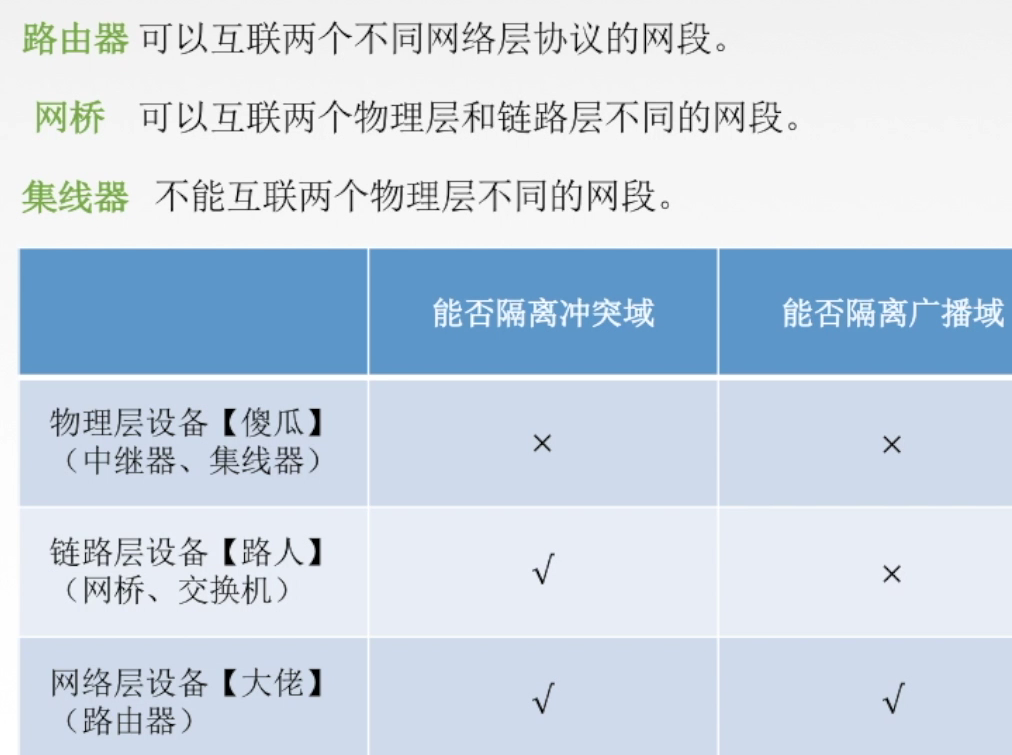 路由器 可以互联两个不同网络层协议的网段。
网桥 可以互联两个物理层和链路层不同的网段。
集线器 不能互联两个物理层不同的网段。
能否隔离冲突域 能否隔离广播域
物理层设备【傻瓜】
（中继器、集线器） × ×
链路层设备【路人】
（网桥、交换机） √ ×
网络层设备【大佬】
（路由器） √ √